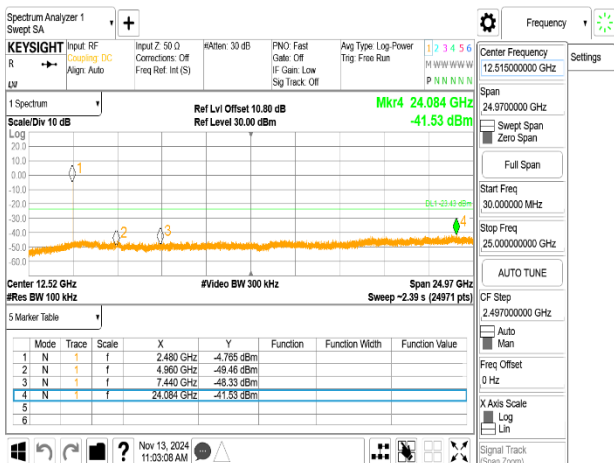 Spectrum Analyzer 1
Swept SA
Frequency
KEYSIGHT
R
LXI
Input: RF
Coupling: DC
Align: Auto
Input Z: 50 Ω
Corrections: Off
Freq Ref: Int (S)
#Atten: 30 dB
PNO: Fast
Gate: Off
IF Gain: Low
Sig Track: Off
Avg Type: Log-Power
Trig: Free Run
1 2 3 4 5 6
M W W W W W
P N N N N N
1 Spectrum
Scale/Div 10 dB
Ref Lvl Offset 10.80 dB
Ref Level 30.00 dBm
Mkr4 24.084 GHz
-41.53 dBm
Log
20.0
10.0
0.00
-10.0
-20.0
-30.0
-40.0
-50.0
-60.0
1
2
3
4
Center 12.52 GHz
#Res BW 100 kHz
#Video BW 300 kHz
Span 24.97 GHz
Sweep ~2.39 s (24971 pts)
5 Marker Table
Mode Trace Scale X Y Function Function Width Function Value
1 N 1 f 2.480 GHz -4.765 dBm
2 N 1 f 4.960 GHz -49.46 dBm
3 N 1 f 7.440 GHz -48.33 dBm
4 N 1 f 24.084 GHz -41.53 dBm
5
6
?
Nov 13, 2024
11:03:08 AM
Center Frequency
12.515000000 GHz
Settings
Span
24.9700000 GHz
Swept Span
Zero Span
Full Span
Start Freq
30.000000 MHz
Stop Freq
25.000000000 GHz
AUTO TUNE
CF Step
2.497000000 GHz
Auto
Man
Freq Offset
0 Hz
X Axis Scale
Log
Lin
Signal Track
(Span Zoom)